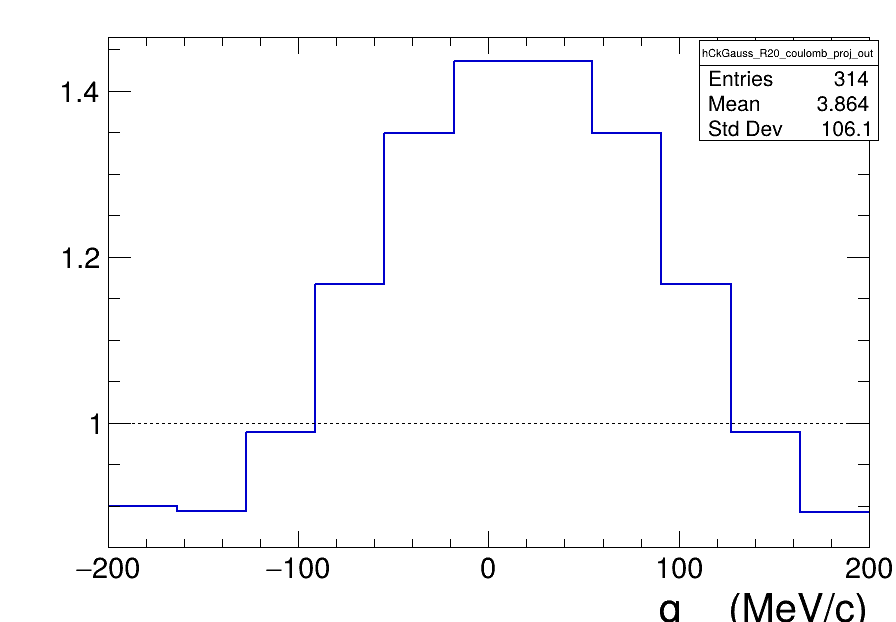 hCkGauss_R20_coulomb_proj_out
Entries 314
Mean 3.864
Std Dev 106.1
1.4
1.2
1
−200 −100 0 100 200
q (MeV/c)